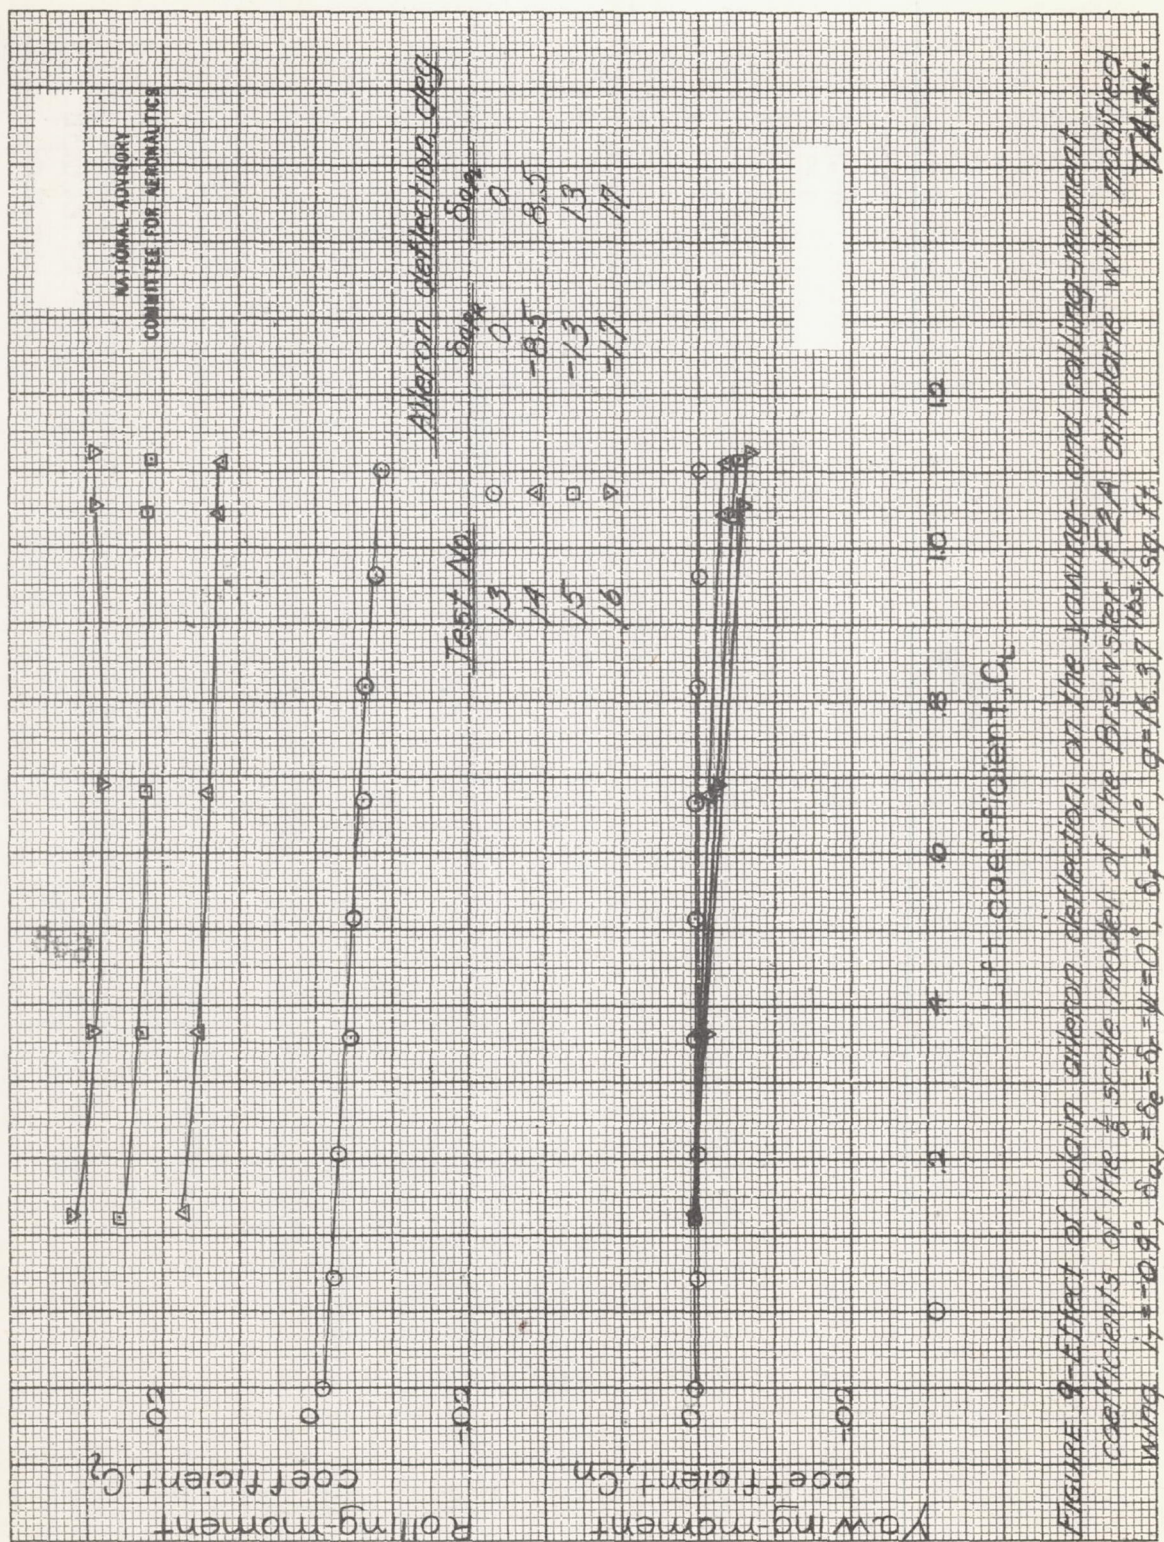 NATIONAL ADVISORY
COMMITTEE FOR AERONAUTICS
Rolling-moment
coefficient, Cl
.02
0
-.02
Aileron deflection, deg
Test No. δapR δapL
13 ○ 0 0
14 △ -8.5 8.5
15 □ -13 13
16 ▽ -17 17
Yawing-moment
coefficient, Cn
0
-.02
0 .2 .4 .6 .8 1.0 1.2
Lift coefficient, CL
FIGURE 9-Effect of plain aileron deflection on the yawing- and rolling-moment
coefficients of the 1/8 scale model of the Brewster F2A airplane with modified
wing. iT=-0.9°, =δe=δr=ψ=0°, δf=0°, q=16.37 lbs/sq.ft.
T.A.H.